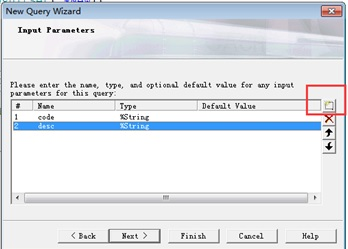 New Query Wizard
Input Parameters
Please enter the name, type, and optional default value for any input
parameters for this query:
# Name Type Default Value
1 code %String
2 desc %String
< Back Next > Finish Cancel Help